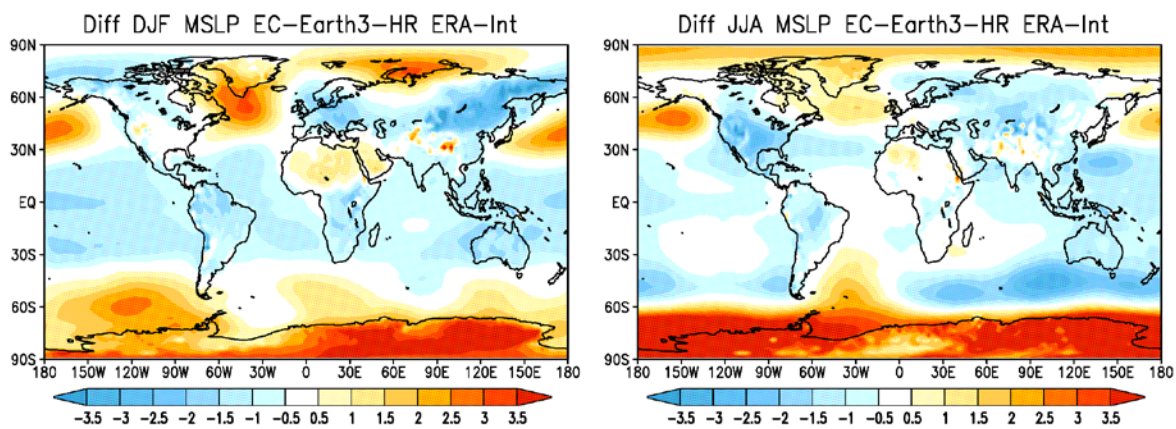 Diff DJF MSLP EC-Earth3-HR ERA-Int
90N
60N
30N
EQ
30S
60S
90S
180 150W 120W 90W 60W 30W 0 30E 60E 90E 120E 150E 180
-3.5 -3 -2.5 -2 -1.5 -1 -0.5 0.5 1 1.5 2 2.5 3 3.5
Diff JJA MSLP EC-Earth3-HR ERA-Int
90N
60N
30N
EQ
30S
60S
90S
180 150W 120W 90W 60W 30W 0 30E 60E 90E 120E 150E 180
-3.5 -3 -2.5 -2 -1.5 -1 -0.5 0.5 1 1.5 2 2.5 3 3.5